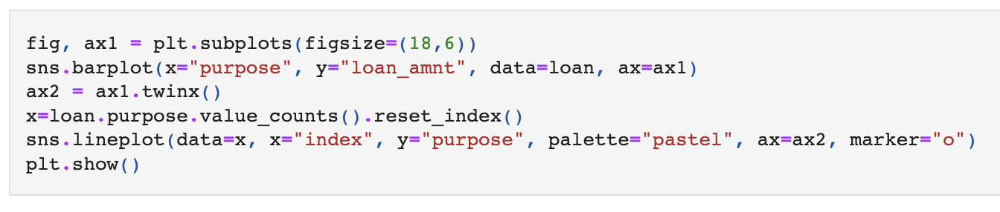 fig, ax1 = plt.subplots(figsize=(18,6))
sns.barplot(x="purpose", y="loan_amnt", data=loan, ax=ax1)
ax2 = ax1.twinx()
x=loan.purpose.value_counts().reset_index()
sns.lineplot(data=x, x="index", y="purpose", palette="pastel", ax=ax2, marker="o")
plt.show()